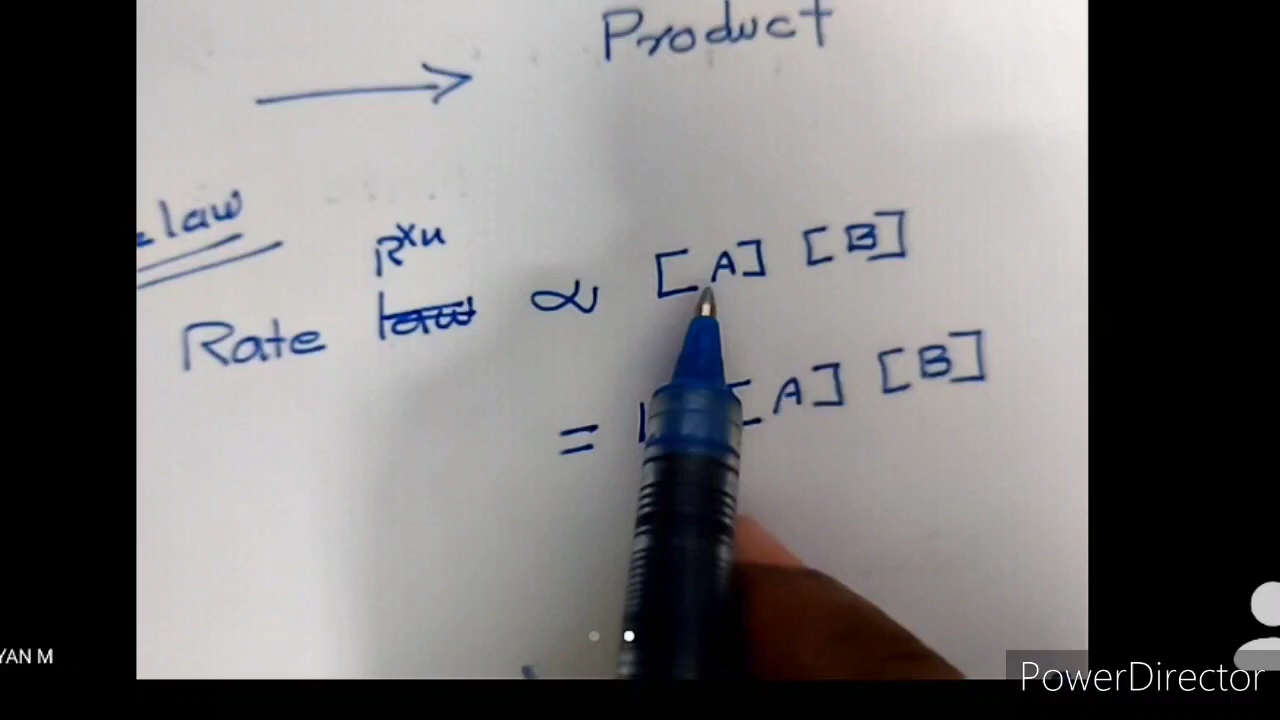 Product
law
Rxn
Rate law ∝ [A] [B]
= [A] [B]
YAN M
PowerDirector